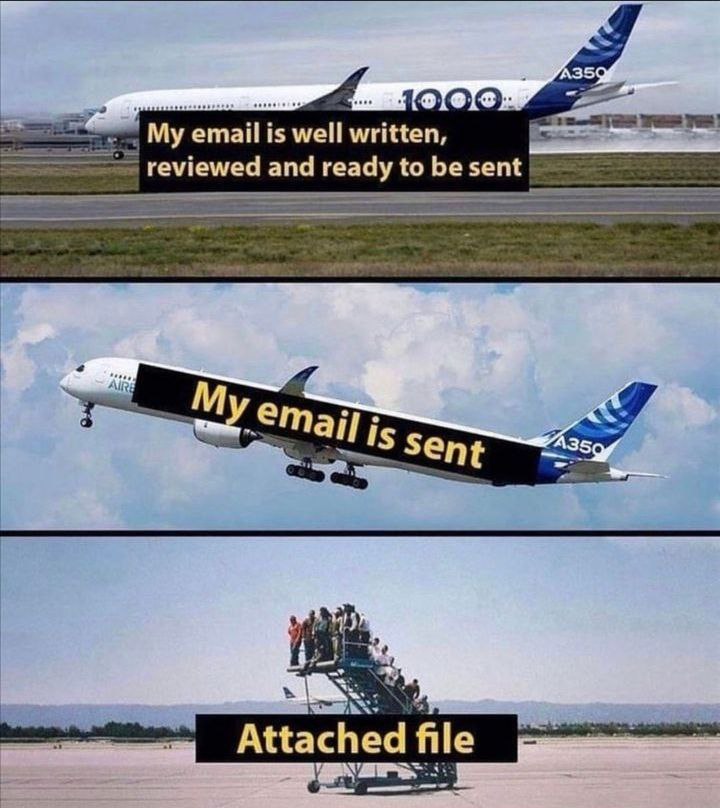 A350
1000
My email is well written,
reviewed and ready to be sent
AIRB
My email is sent
A350
Attached file